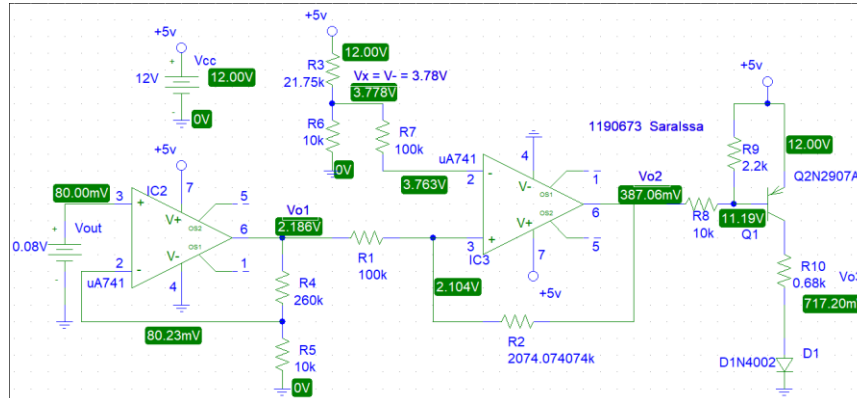 +5v
+5v
+5v
12.00V
+
Vcc
R3
Vx = V- = 3.78V
12V
12.00V
21.75k
3.778V
-
0V
R6
R7
1190673 SaraIssa
R9
12.00V
10k
100k
uA741
4
2.2k
+5v
0V
2
-
V-
1
Vo2
Q2N2907A
80.00mV
IC2
7
5
3.763V
OS1
387.06mV
3
+
V+
OS2
Vo1
OS2
6
R8
11.19V
+
Vout
6
2.186V
3
+
V+
5
10k
Q1
0.08V
V-
OS1
R1
IC3
7
R10
Vo3
-
2
-
1
100k
2.104V
+5v
0.68k
uA741
4
R4
717.20mV
260k
80.23mV
R2
R5
2074.074074k
D1N4002
D1
10k
0V